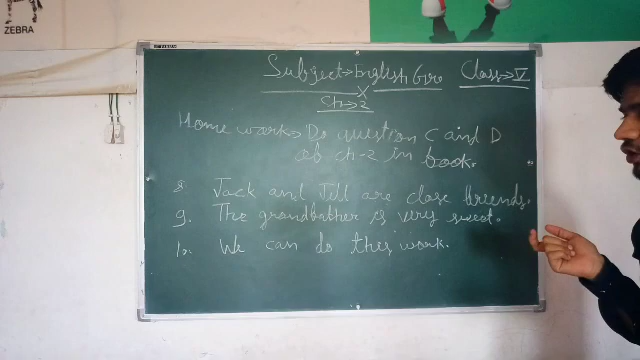 ZEBRA
Subject→English Gro Class→V
Ch→2
Home work→Do question C and D
of ch-2 in book.
8. Jack and Jill are close friends.
9. The grandfather is very sweet.
10. We can do this work.